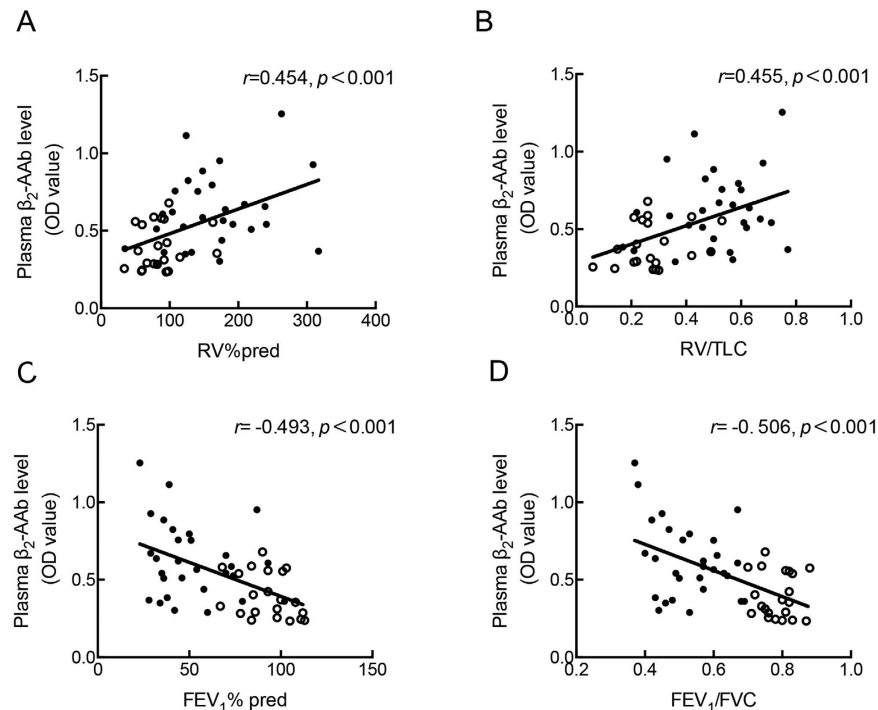 A
r=0.454, p<0.001
Plasma β₂-AAb level
(OD value)
1.5
1.0
0.5
0.0
0
100
200
300
400
RV%pred
B
r=0.455, p<0.001
Plasma β₂-AAb level
(OD value)
1.5
1.0
0.5
0.0
0.0
0.2
0.4
0.6
0.8
1.0
RV/TLC
C
r= -0.493, p<0.001
Plasma β₂-AAb level
(OD value)
1.5
1.0
0.5
0.0
0
50
100
150
FEV₁% pred
D
r= -0. 506, p<0.001
Plasma β₂-AAb level
(OD value)
1.5
1.0
0.5
0.0
0.2
0.4
0.6
0.8
1.0
FEV₁/FVC